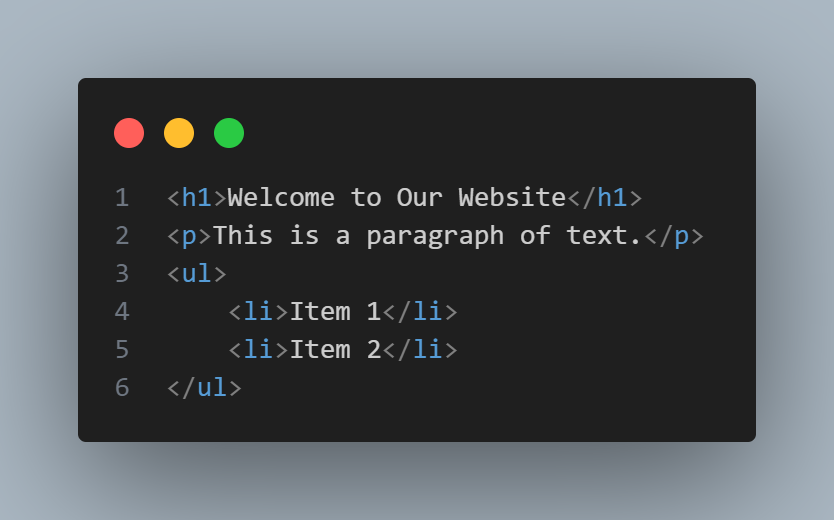 1 <h1>Welcome to Our Website</h1>
2 <p>This is a paragraph of text.</p>
3 <ul>
4     <li>Item 1</li>
5     <li>Item 2</li>
6 </ul>